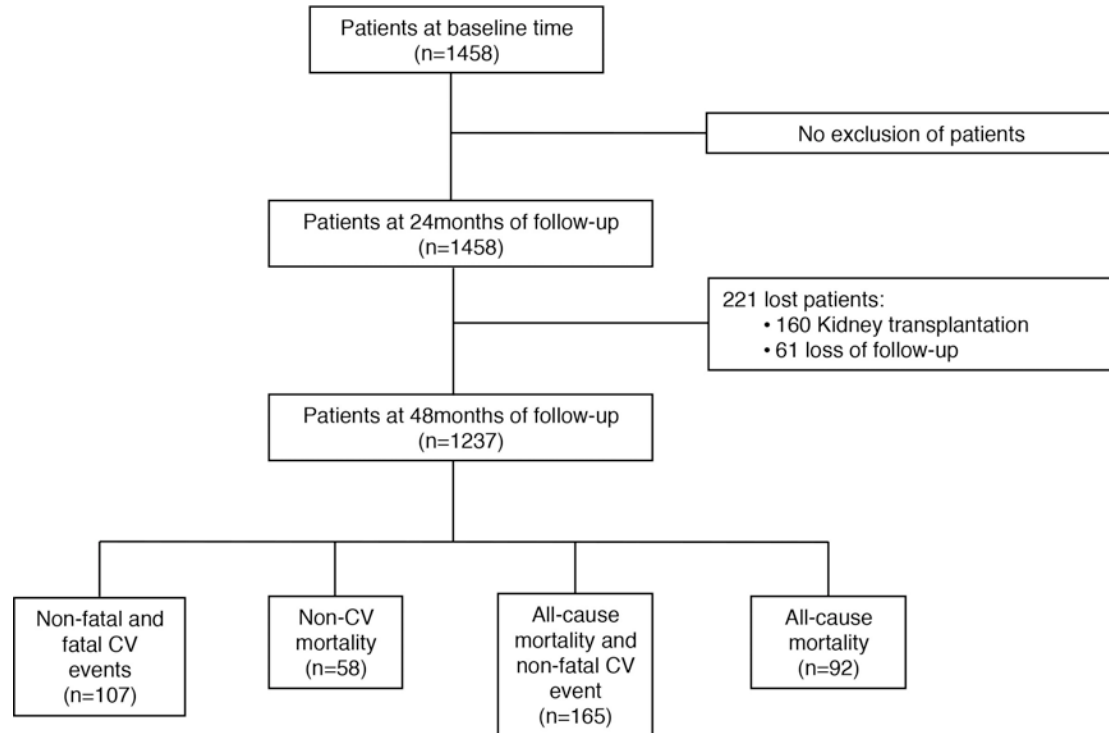 Patients at baseline time
(n=1458)
No exclusion of patients
Patients at 24months of follow-up
(n=1458)
221 lost patients:
• 160 Kidney transplantation
• 61 loss of follow-up
Patients at 48months of follow-up
(n=1237)
Non-fatal and
fatal CV
events
(n=107)
Non-CV
mortality
(n=58)
All-cause
mortality and
non-fatal CV
event
(n=165)
All-cause
mortality
(n=92)